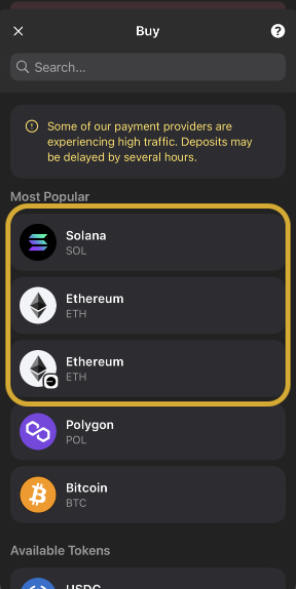 Buy
?
Search...
Some of our payment providers are
experiencing high traffic. Deposits may
be delayed by several hours.
Most Popular
Solana
SOL
Ethereum
ETH
Ethereum
ETH
Polygon
POL
Bitcoin
BTC
Available Tokens
USDC